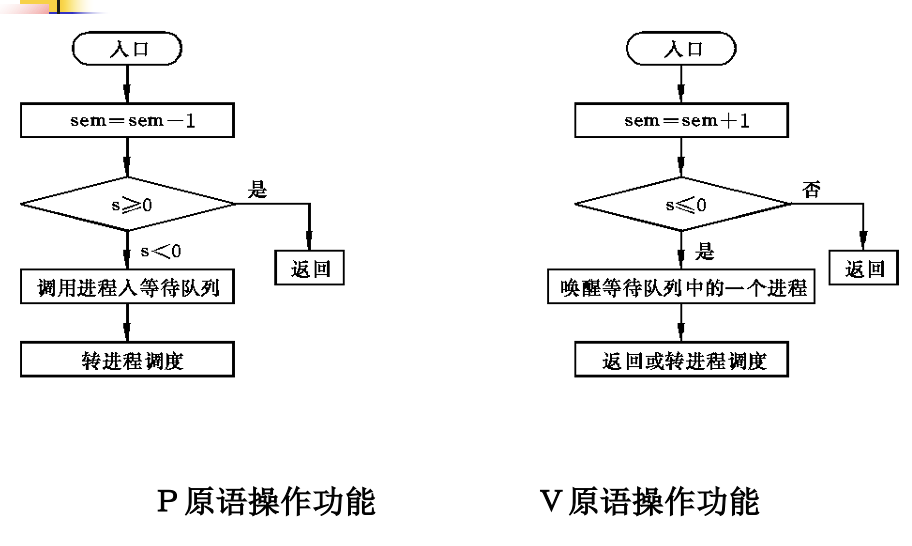 入口
sem=sem－1
s≥0
是
s<0
返回
调用进程入等待队列
转进程调度
P原语操作功能
入口
sem=sem+1
s≤0
否
是
返回
唤醒等待队列中的一个进程
返回或转进程调度
V原语操作功能